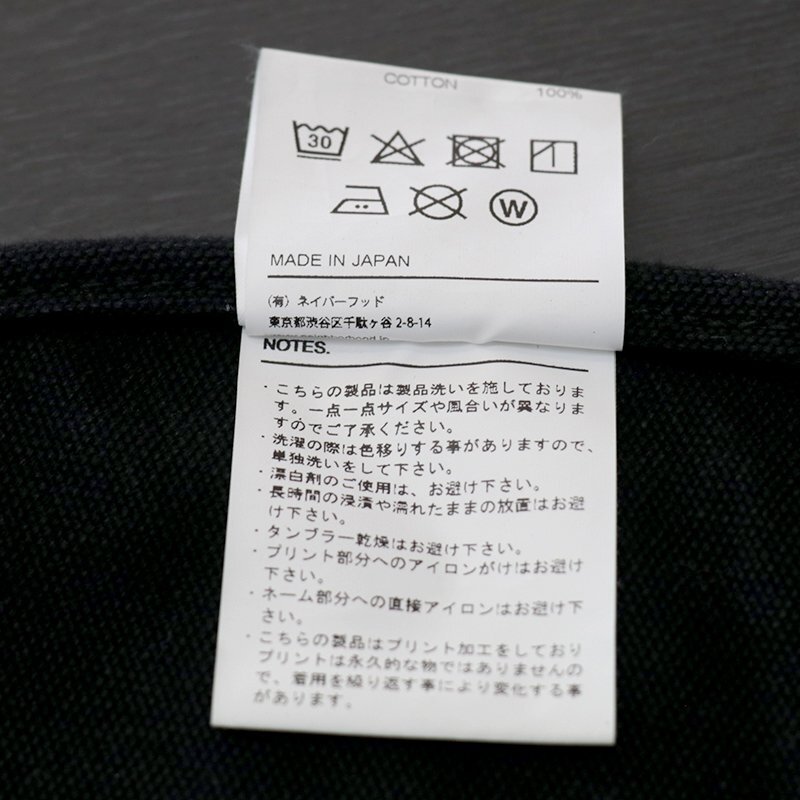 COTTON 100%
30
W
MADE IN JAPAN
(有) ネイバーフッド
東京都渋谷区千駄ヶ谷 2-8-14
NOTES.
・こちらの製品は製品洗いを施しておりま
す。一点一点サイズや風合いが異なりま
すのでご了承ください。
・洗濯の際は色移りする事がありますので、
単独洗いをして下さい。
・漂白剤のご使用は、お避け下さい。
・長時間の浸漬や濡れたままの放置はお避
け下さい。
・タンブラー乾燥はお避け下さい。
・プリント部分へのアイロンがけはお避け
下さい。
・ネーム部分への直接アイロンはお避け下
さい。
・こちらの製品はプリント加工をしており
プリントは永久的な物ではありませんの
で、着用を繰り返す事により変化する事
があります。